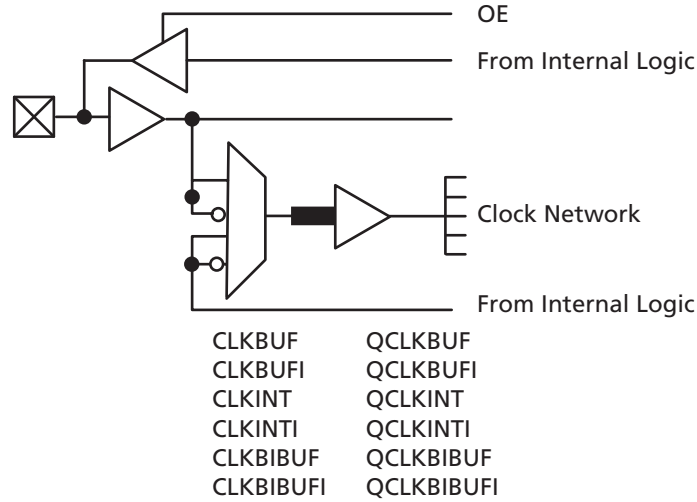 OE
From Internal Logic
Clock Network
From Internal Logic
CLKBUF QCLKBUF
CLKBUFI QCLKBUFI
CLKINT QCLKINT
CLKINTI QCLKINTI
CLKBIBUF QCLKBIBUF
CLKBIBUFI QCLKBIBUFI